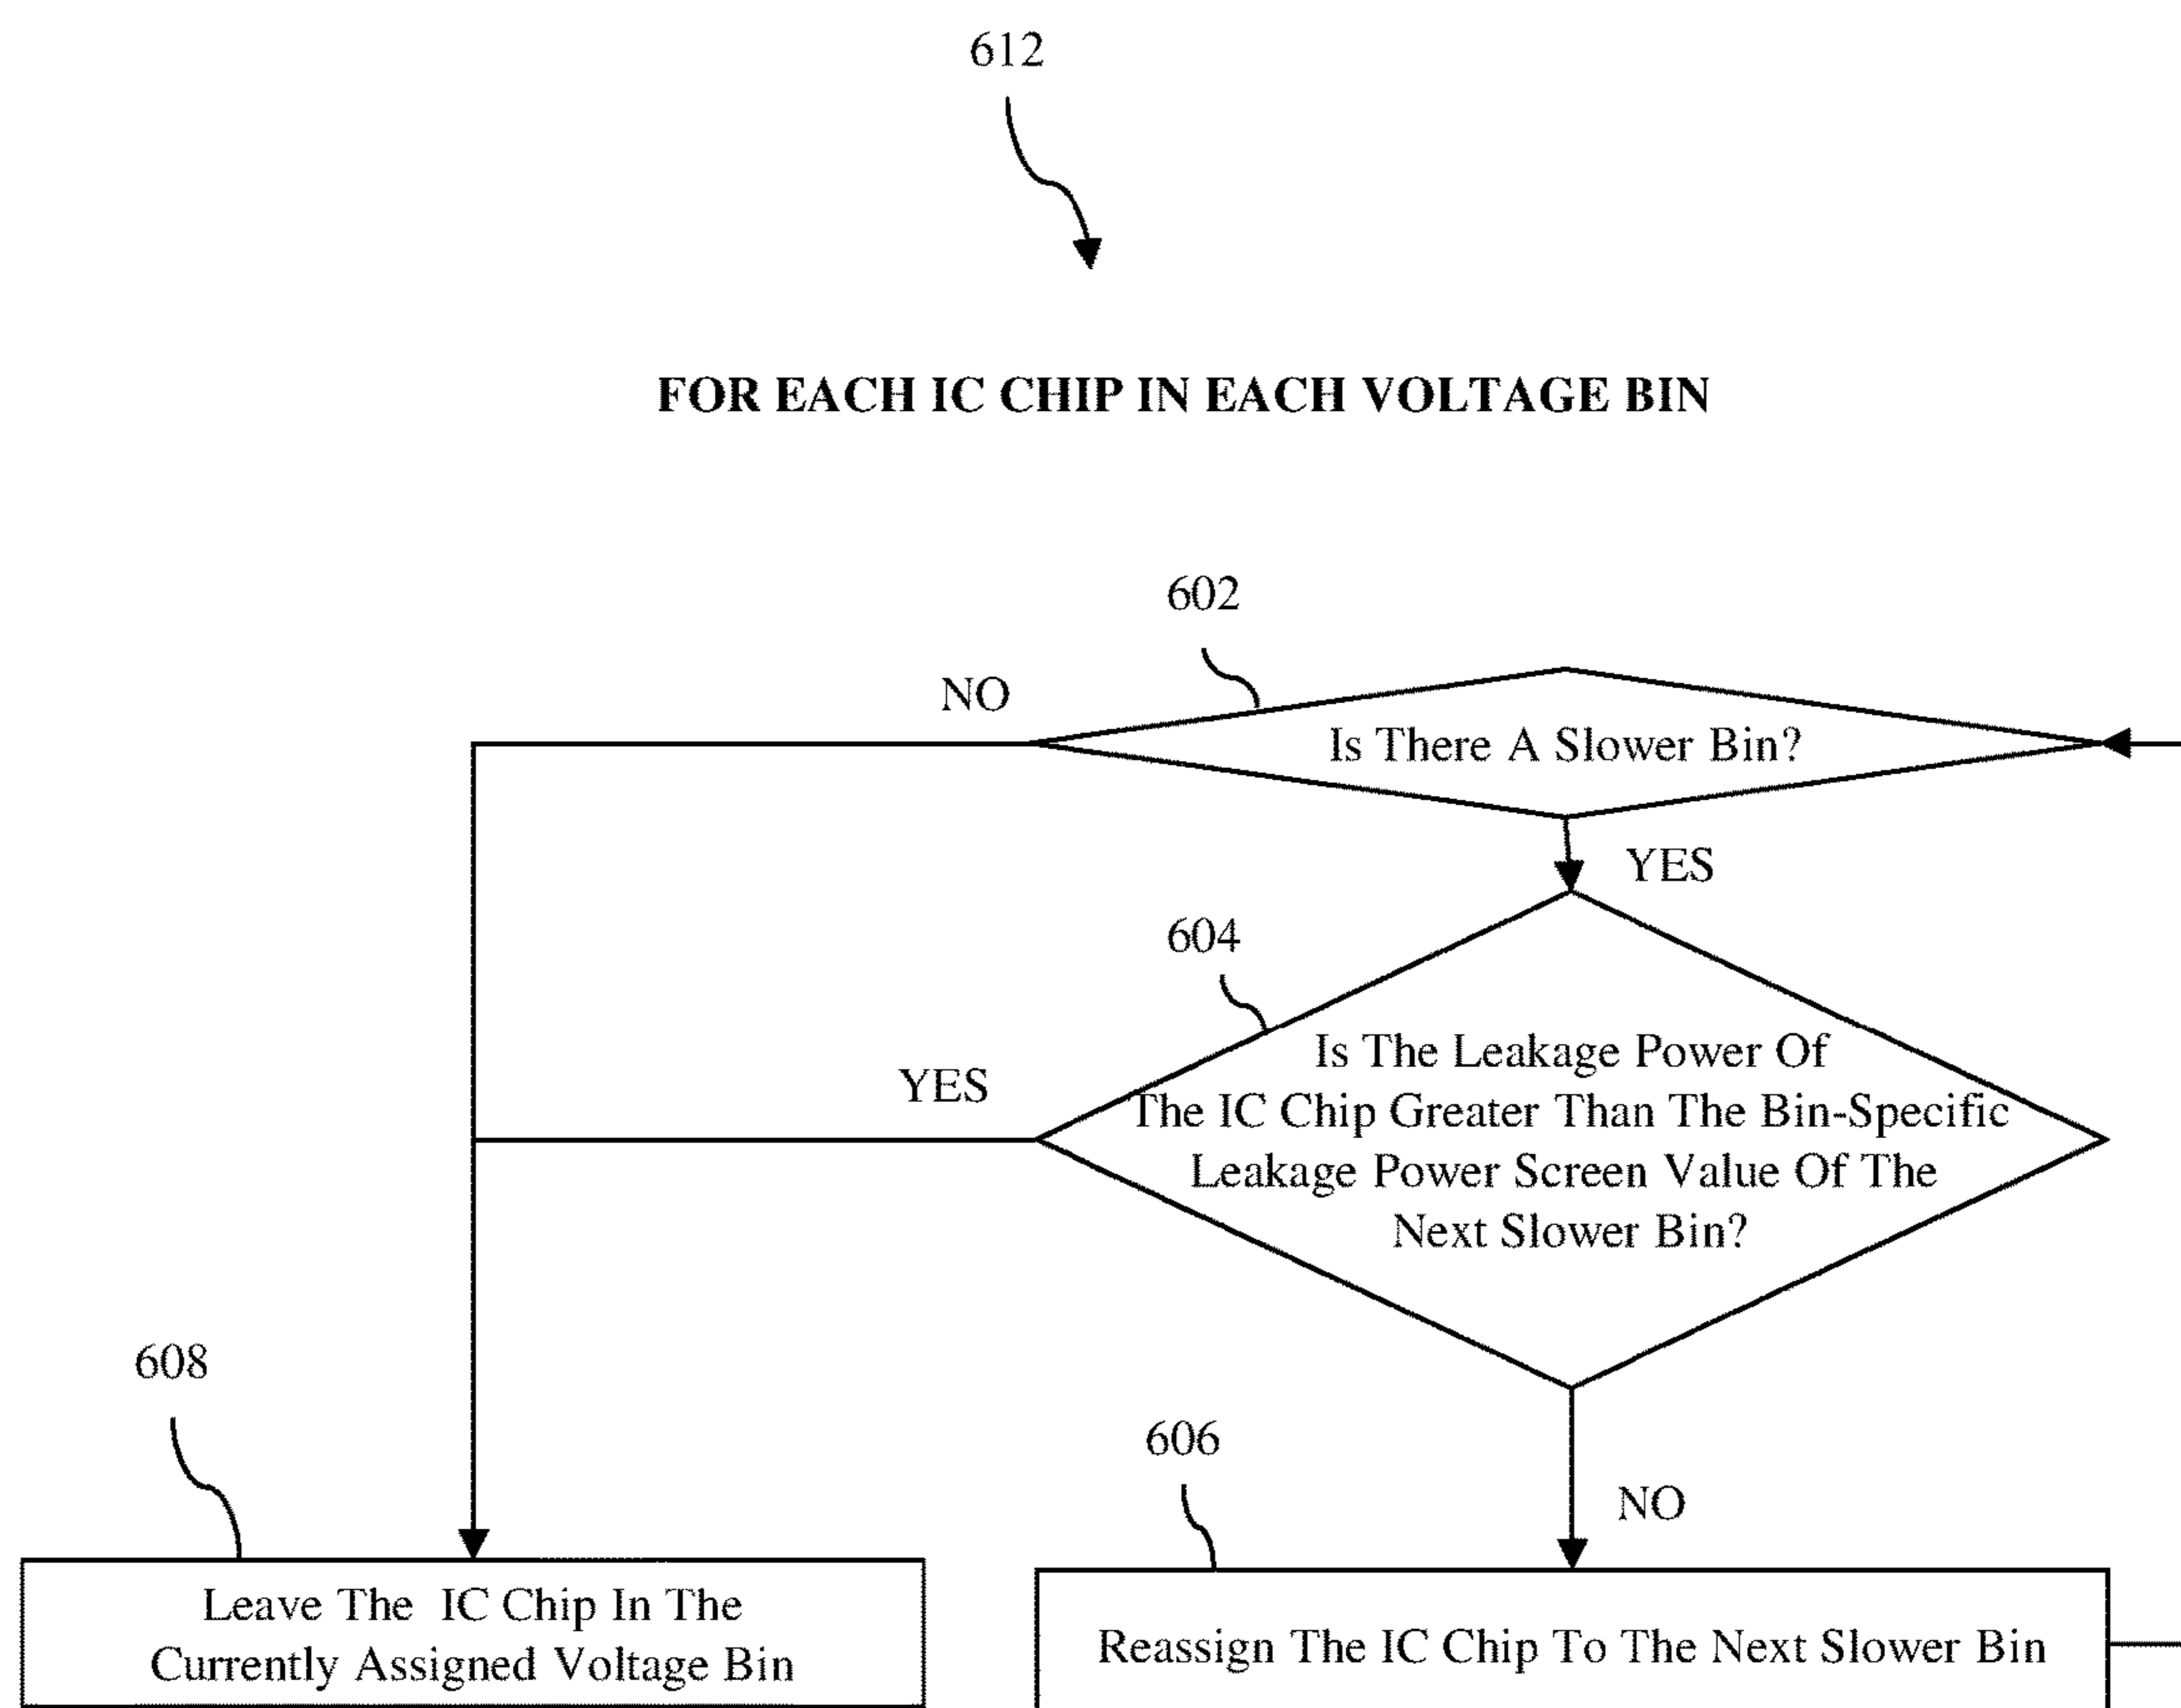 612
FOR EACH IC CHIP IN EACH VOLTAGE BIN
602
NO
Is There A Slower Bin?
YES
604
Is The Leakage Power Of
The IC Chip Greater Than The Bin-Specific
Leakage Power Screen Value Of The
Next Slower Bin?
YES
608
606
NO
Leave The IC Chip In The
Currently Assigned Voltage Bin
Reassign The IC Chip To The Next Slower Bin